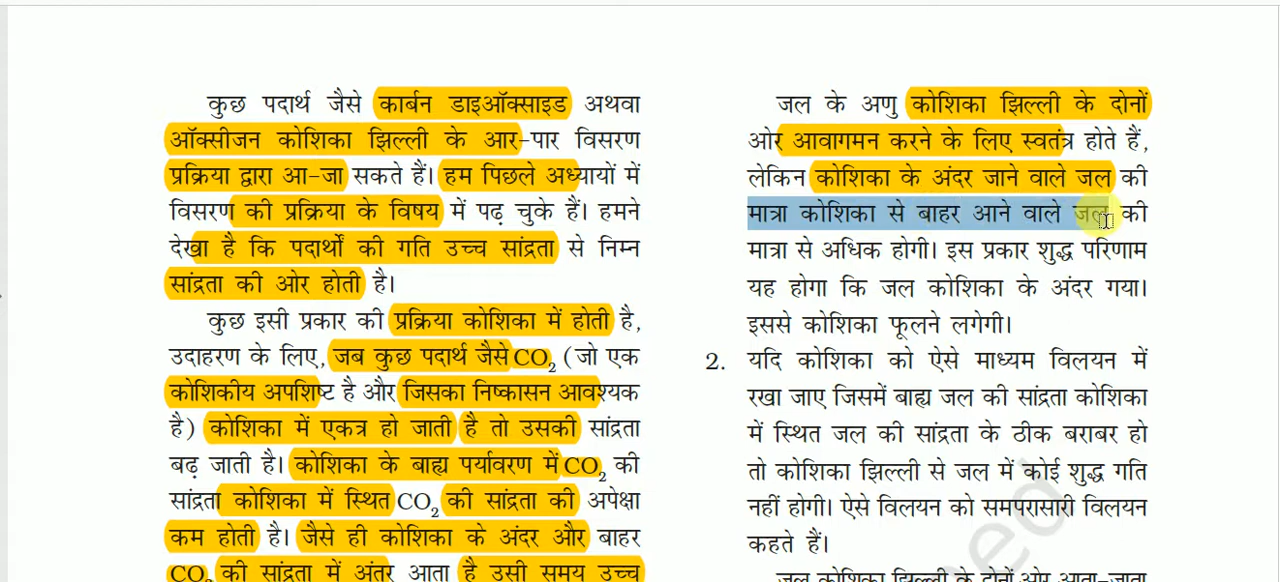 कुछ पदार्थ जैसे कार्बन डाइऑक्साइड अथवा
ऑक्सीजन कोशिका झिल्ली के आर-पार विसरण
प्रक्रिया द्वारा आ-जा सकते हैं। हम पिछले अध्यायों में
विसरण की प्रक्रिया के विषय में पढ़ चुके हैं। हमने
देखा है कि पदार्थों की गति उच्च सांद्रता से निम्न
सांद्रता की ओर होती है।
कुछ इसी प्रकार की प्रक्रिया कोशिका में होती है,
उदाहरण के लिए, जब कुछ पदार्थ जैसे CO₂ (जो एक
कोशिकीय अपशिष्ट है और जिसका निष्कासन आवश्यक
है) कोशिका में एकत्र हो जाती है तो उसकी सांद्रता
बढ़ जाती है। कोशिका के बाह्य पर्यावरण में CO₂ की
सांद्रता कोशिका में स्थित CO₂ की सांद्रता की अपेक्षा
कम होती है। जैसे ही कोशिका के अंदर और बाहर
CO₂ की सांद्रता में अंतर आता है उसी समय उच्च
जल के अणु कोशिका झिल्ली के दोनों
ओर आवागमन करने के लिए स्वतंत्र होते हैं,
लेकिन कोशिका के अंदर जाने वाले जल की
मात्रा कोशिका से बाहर आने वाले जल की
मात्रा से अधिक होगी। इस प्रकार शुद्ध परिणाम
यह होगा कि जल कोशिका के अंदर गया।
इससे कोशिका फूलने लगेगी।
2. यदि कोशिका को ऐसे माध्यम विलयन में
रखा जाए जिसमें बाह्य जल की सांद्रता कोशिका
में स्थित जल की सांद्रता के ठीक बराबर हो
तो कोशिका झिल्ली से जल में कोई शुद्ध गति
नहीं होगी। ऐसे विलयन को समपरासारी विलयन
कहते हैं।
जल कोशिका झिल्ली के दोनों ओर आता-जाता